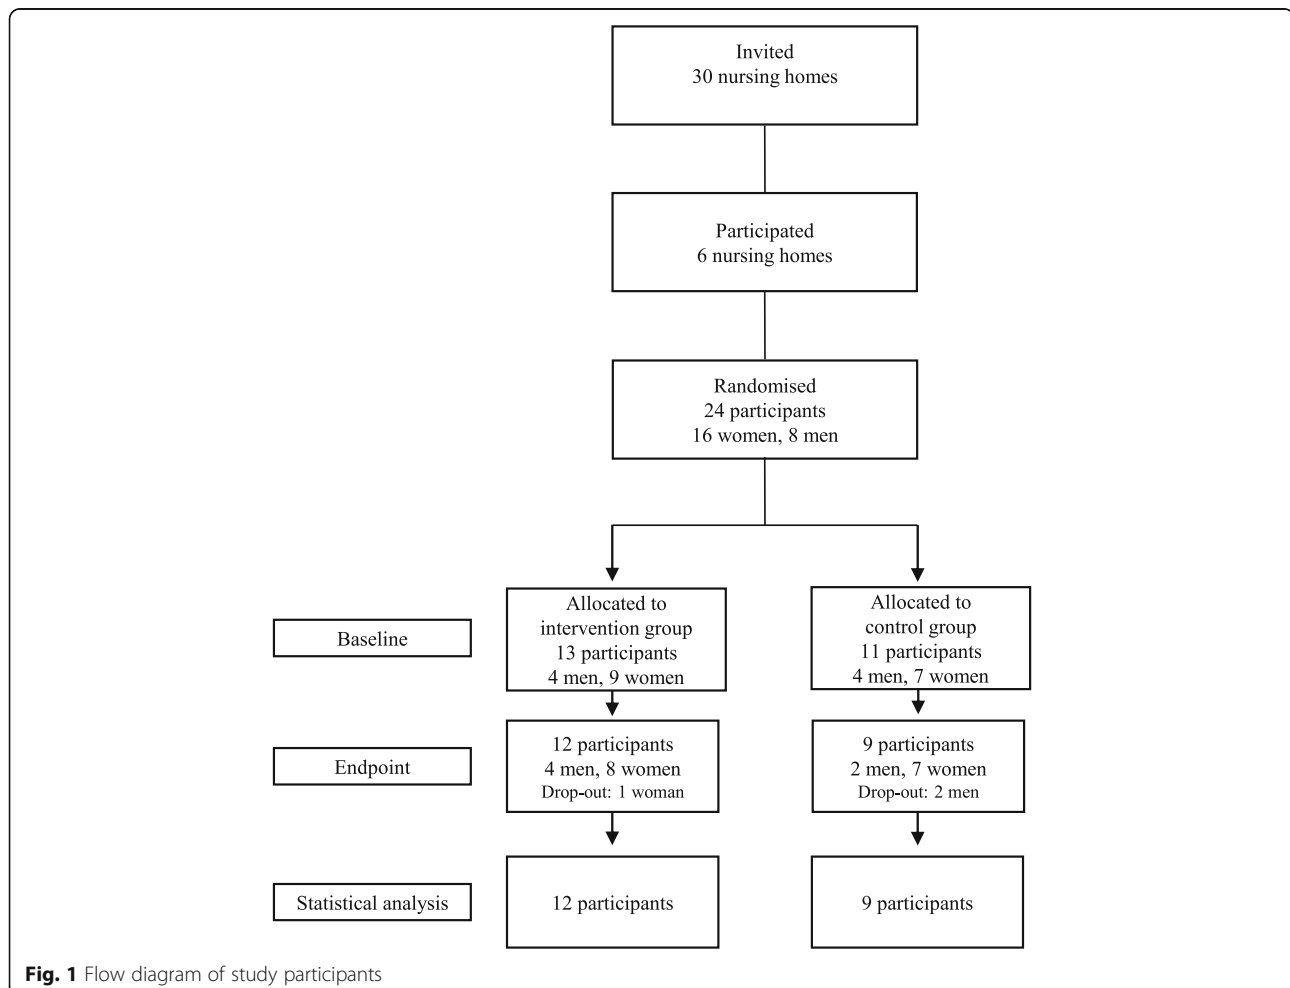 Invited
30 nursing homes
Participated
6 nursing homes
Randomised
24 participants
16 women, 8 men
Baseline
Allocated to
intervention group
13 participants
4 men, 9 women
Allocated to
control group
11 participants
4 men, 7 women
Endpoint
12 participants
4 men, 8 women
Drop-out: 1 woman
9 participants
2 men, 7 women
Drop-out: 2 men
Statistical analysis
12 participants
9 participants
Fig. 1 Flow diagram of study participants